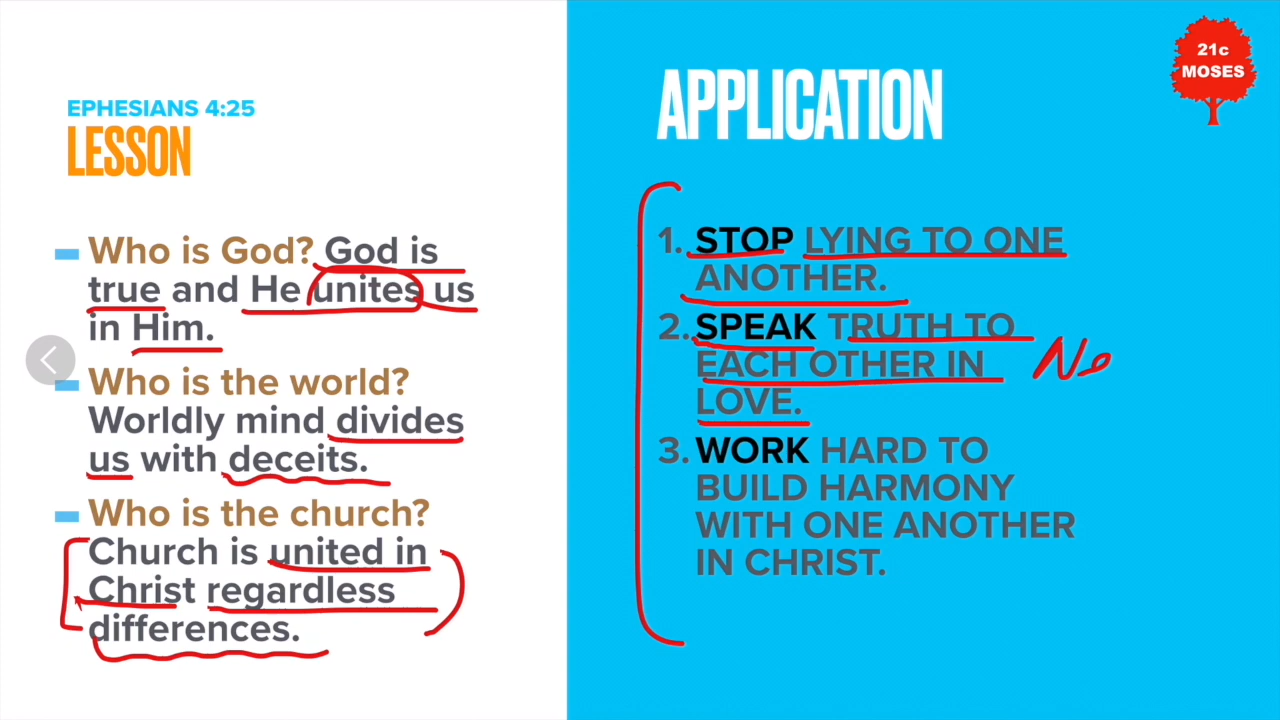 EPHESIANS 4:25
LESSON
Who is God? God is
true and He unites us
in Him.
Who is the world?
Worldly mind divides
us with deceits.
Who is the church?
Church is united in
Christ regardless
differences.
APPLICATION
21c
MOSES
1. STOP LYING TO ONE
ANOTHER.
2. SPEAK TRUTH TO
EACH OTHER IN
LOVE.
No
3. WORK HARD TO
BUILD HARMONY
WITH ONE ANOTHER
IN CHRIST.